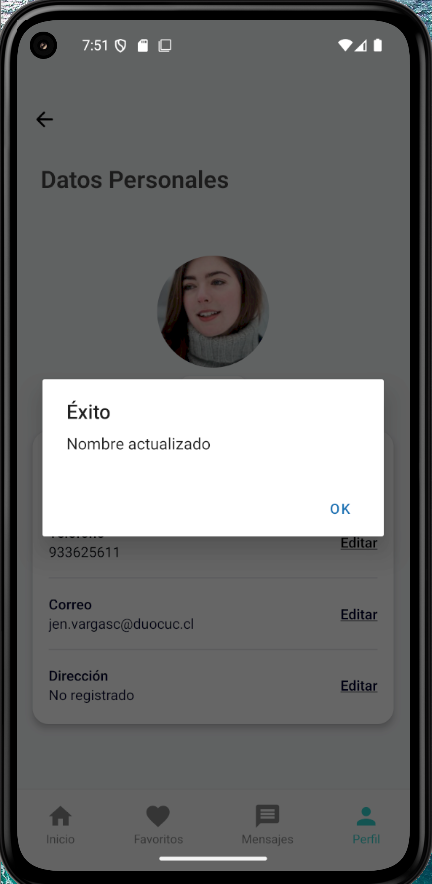 7:51
Datos Personales
Éxito
Nombre actualizado
OK
Teléfono
933625611
Editar
Correo
jen.vargasc@duocuc.cl
Editar
Dirección
No registrado
Editar
Inicio
Favoritos
Mensajes
Perfil